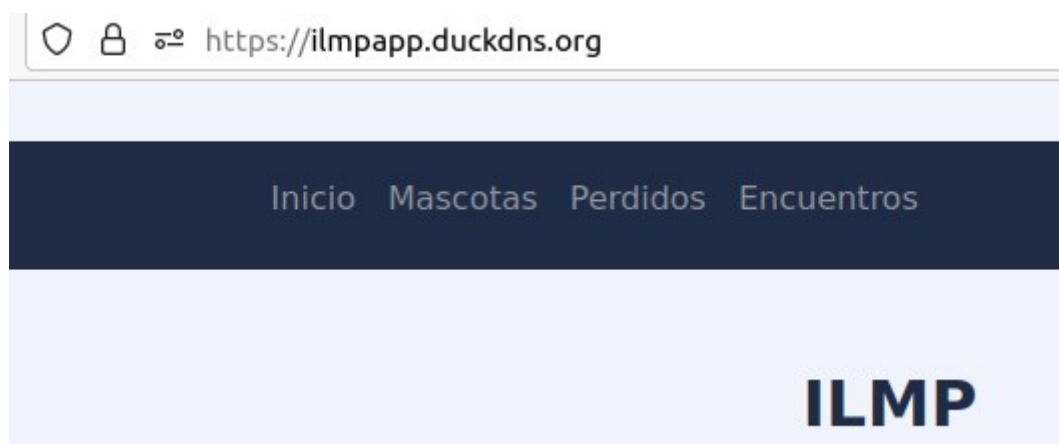 https://ilmpapp.duckdns.org
Inicio Mascotas Perdidos Encuentros
ILMP